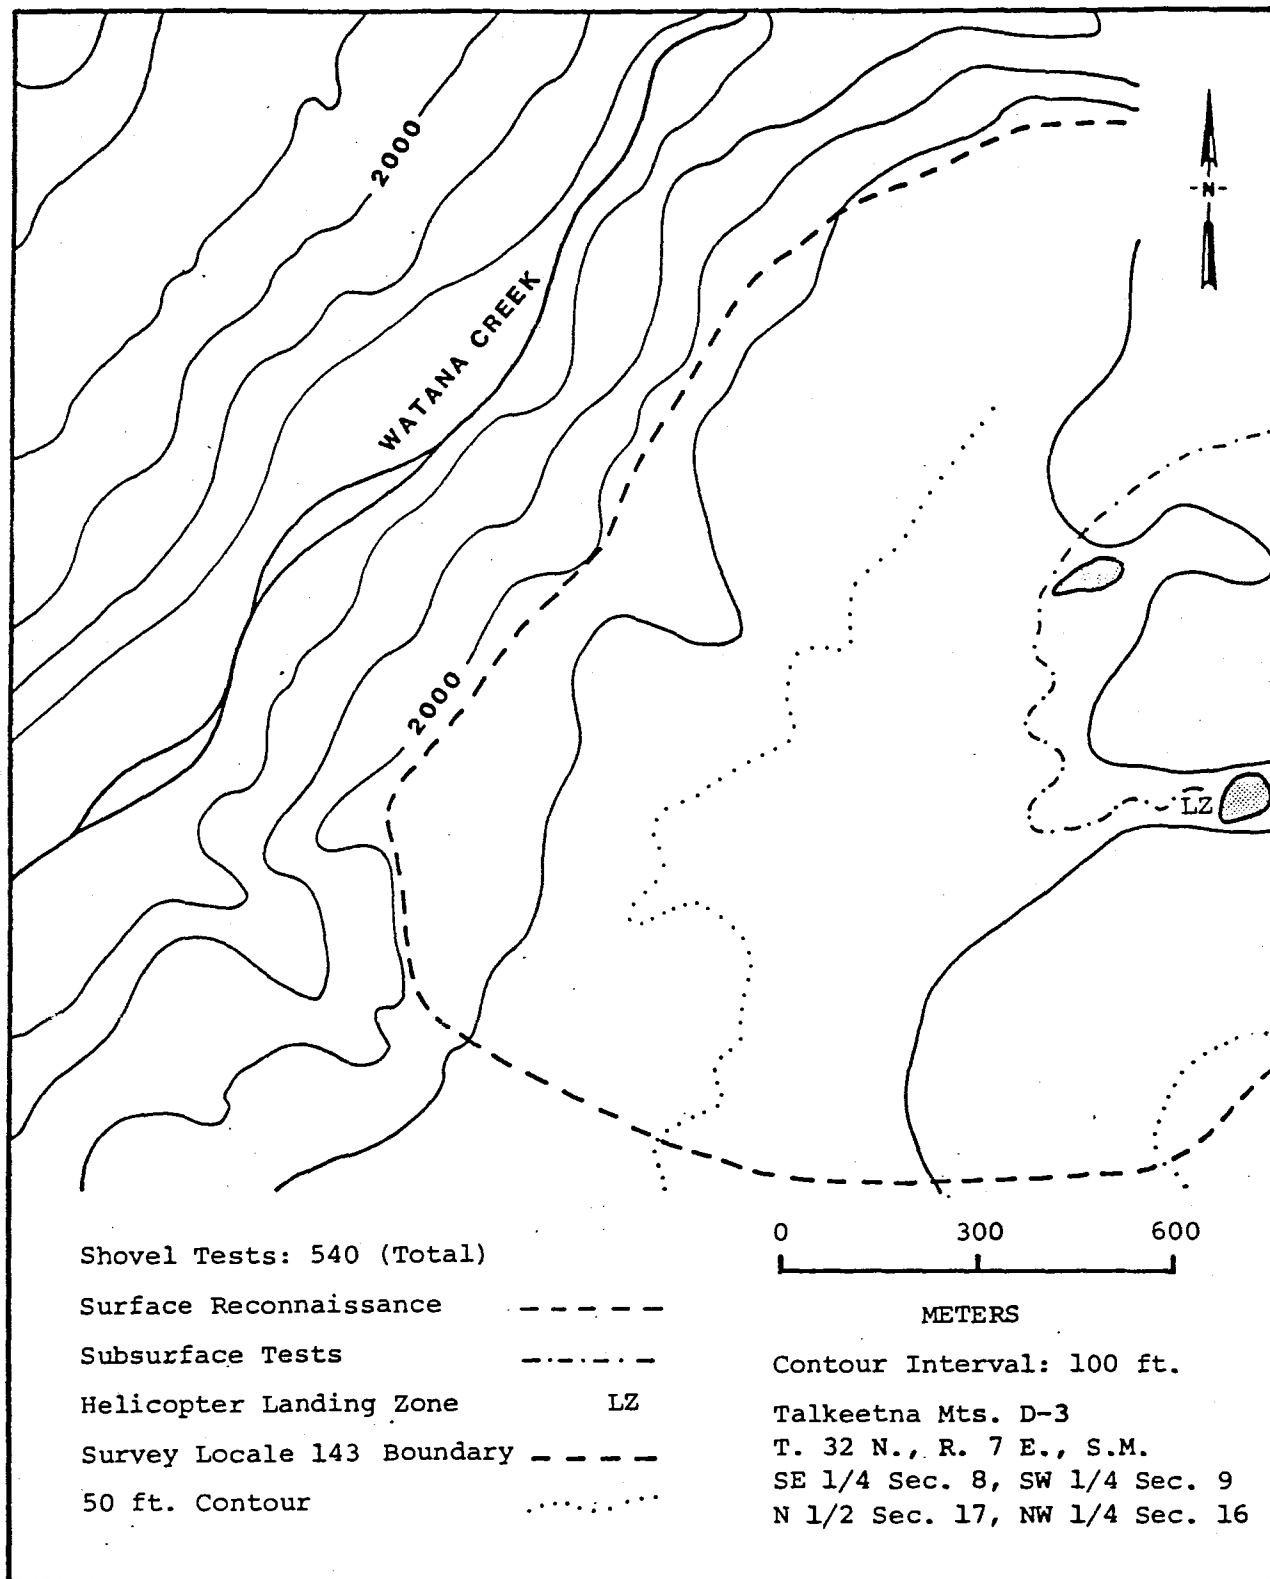 2000
-N-
WATANA CREEK
2000
LZ
Shovel Tests: 540 (Total)
Surface Reconnaissance
Subsurface Tests
Helicopter Landing Zone LZ
Survey Locale 143 Boundary
50 ft. Contour
0 300 600
METERS
Contour Interval: 100 ft.
Talkeetna Mts. D-3
T. 32 N., R. 7 E., S.M.
SE 1/4 Sec. 8, SW 1/4 Sec. 9
N 1/2 Sec. 17, NW 1/4 Sec. 16